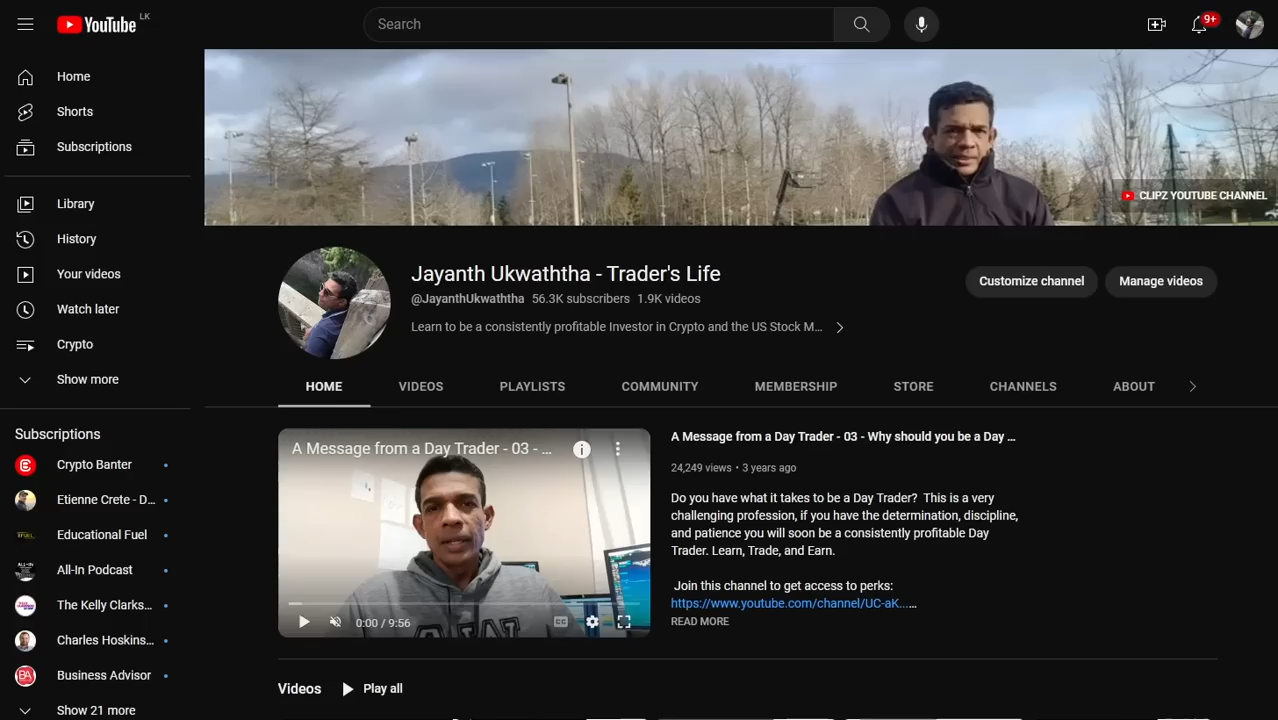 YouTube LK
Search
9+
Home
Shorts
Subscriptions
Library
History
Your videos
Watch later
Crypto
Show more
Subscriptions
Crypto Banter
Etienne Crete - D...
Educational Fuel
All-In Podcast
The Kelly Clarks...
Charles Hoskins...
Business Advisor
Show 21 more
CLIPZ YOUTUBE CHANNEL
Jayanth Ukwaththa - Trader's Life
@JayanthUkwaththa 56.3K subscribers 1.9K videos
Learn to be a consistently profitable Investor in Crypto and the US Stock M...
Customize channel
Manage videos
HOME VIDEOS PLAYLISTS COMMUNITY MEMBERSHIP STORE CHANNELS ABOUT
A Message from a Day Trader - 03 - ...
0:00 / 9:56
CC
A Message from a Day Trader - 03 - Why should you be a Day ...
24,249 views • 3 years ago
Do you have what it takes to be a Day Trader?  This is a very
challenging profession, if you have the determination, discipline,
and patience you will soon be a consistently profitable Day
Trader. Learn, Trade, and Earn.
Join this channel to get access to perks:
https://www.youtube.com/channel/UC-aK...…
READ MORE
Videos
Play all